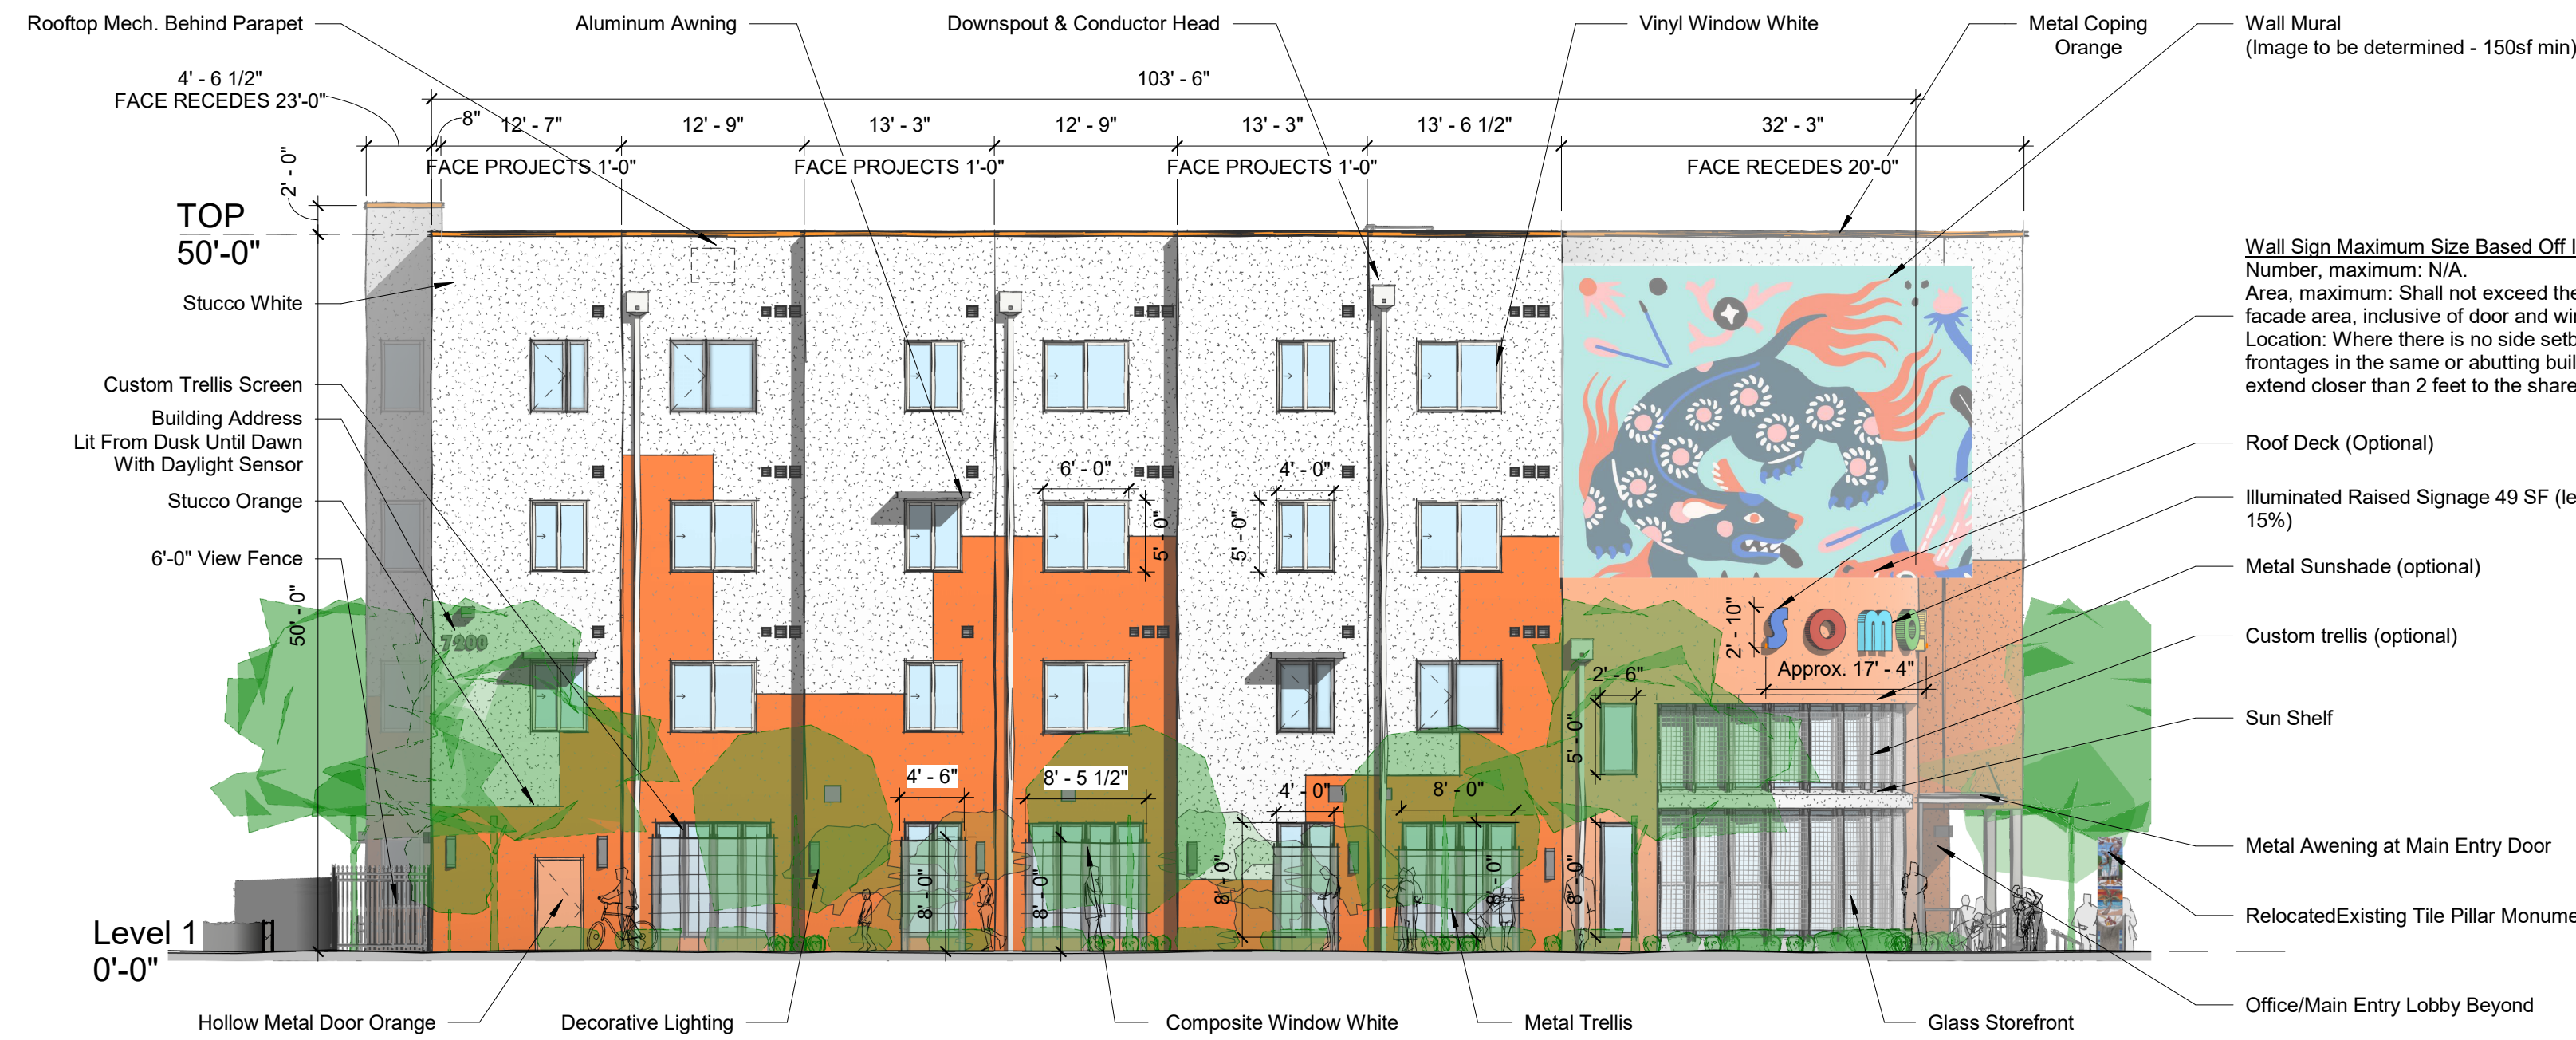 Rooftop Mech. Behind Parapet
Aluminum Awning
Downspout & Conductor Head
Vinyl Window White
Metal Coping
Orange
Wall Mural
(Image to be determined - 150sf min)
4' - 6 1/2"
FACE RECEDES 23'-0"
103' - 6"
8"
12' - 7"
12' - 9"
13' - 3"
12' - 9"
13' - 3"
13' - 6 1/2"
32' - 3"
2' - 0"
FACE PROJECTS 1'-0"
FACE PROJECTS 1'-0"
FACE PROJECTS 1'-0"
FACE RECEDES 20'-0"
TOP
50'-0"
Stucco White
Custom Trellis Screen
Building Address
Lit From Dusk Until Dawn
With Daylight Sensor
Stucco Orange
6'-0" View Fence
50' - 0"
7200
6' - 0"
5' - 0"
4' - 0"
5' - 0"
SOMa
2' - 10"
Approx. 17' - 4"
2' - 6"
5' - 0"
4' - 6"
8' - 5 1/2"
4' - 0"
8' - 0"
8' - 0"
8' - 0"
8' - 0"
8' - 0"
8' - 0"
Wall Sign Maximum Size Based Off
Number, maximum: N/A.
Area, maximum: Shall not exceed the
facade area, inclusive of door and
Location: Where there is no side
frontages in the same or abutting
extend closer than 2 feet to the
Roof Deck (Optional)
Illuminated Raised Signage 49 SF
15%)
Metal Sunshade (optional)
Custom trellis (optional)
Sun Shelf
Metal Awening at Main Entry Door
RelocatedExisting Tile Pillar
Office/Main Entry Lobby Beyond
Level 1
0'-0"
Hollow Metal Door Orange
Decorative Lighting
Composite Window White
Metal Trellis
Glass Storefront